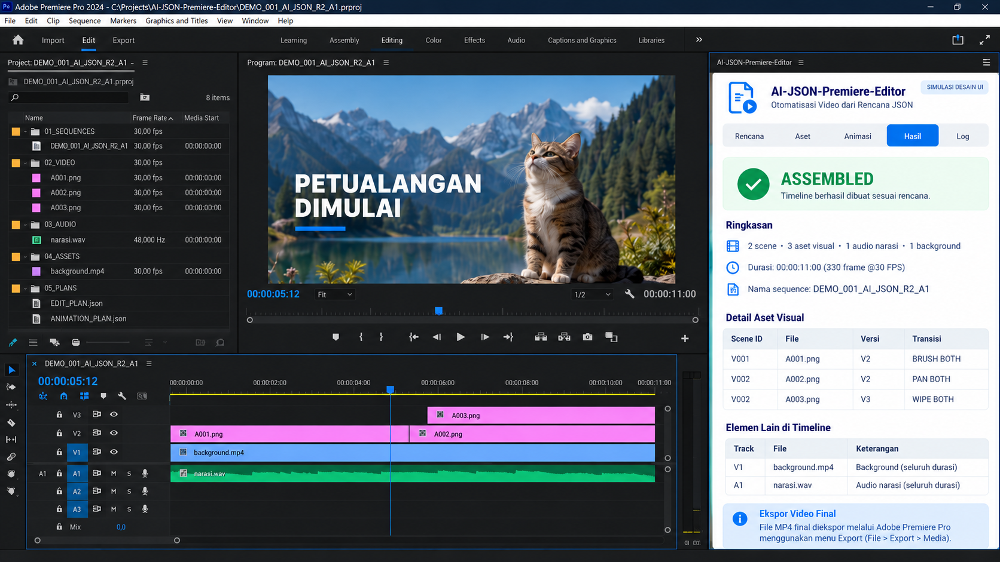 Adobe Premiere Pro 2024 - C:\Projects\AI-JSON-Premiere-Editor\DEMO_001_AI_JSON_R2_A1.prproj
File Edit Clip Sequence Markers Graphics and Titles View Window Help
Import Edit Export Learning Assembly Editing Color Effects Audio Captions and Graphics Libraries
Project: DEMO_001_AI_JSON_R2_A1
DEMO_001_AI_JSON_R2_A1.prproj
8 items
Name Frame Rate Media Start
01_SEQUENCES 30,00 fps
DEMO_001_AI_JSON_R2_A1 30,00 fps 00:00:00:00
02_VIDEO 30,00 fps
A001.png 30,00 fps 00:00:00:00
A002.png 30,00 fps 00:00:00:00
A003.png 30,00 fps 00:00:00:00
03_AUDIO
narasi.wav 48,000 Hz 00:00:00:00
04_ASSETS
background.mp4 30,00 fps 00:00:00:00
05_PLANS
EDIT_PLAN.json
ANIMATION_PLAN.json
Program: DEMO_001_AI_JSON_R2_A1
PETUALANGAN
DIMULAI
00:00:05:12 Fit 1/2 00:00:11:00
DEMO_001_AI_JSON_R2_A1
00:00:05:12
00:00:00:00 00:00:02:00 00:00:04:00 00:00:06:00 00:00:08:00 00:00:10:00 00:00:11:00
V3 A003.png
V2 A001.png A002.png
V1 background.mp4
A1 A1 M S narasi.wav
A2 M S
A3 M S
Mix 0,0
AI-JSON-Premiere-Editor
AI-JSON-Premiere-Editor
SIMULASI DESAIN UI
Otomatisasi Video dari Rencana JSON
Rencana Aset Animasi Hasil Log
ASSEMBLED
Timeline berhasil dibuat sesuai rencana.
Ringkasan
2 scene • 3 aset visual • 1 audio narasi • 1 background
Durasi: 00:00:11:00 (330 frame @30 FPS)
Nama sequence: DEMO_001_AI_JSON_R2_A1
Detail Aset Visual
Scene ID File Versi Transisi
V001 A001.png V2 BRUSH BOTH
V002 A002.png V2 PAN BOTH
V002 A003.png V3 WIPE BOTH
Elemen Lain di Timeline
Track File Keterangan
V1 background.mp4 Background (seluruh durasi)
A1 narasi.wav Audio narasi (seluruh durasi)
Ekspor Video Final
File MP4 final diekspor melalui Adobe Premiere Pro
menggunakan menu Export (File > Export > Media).